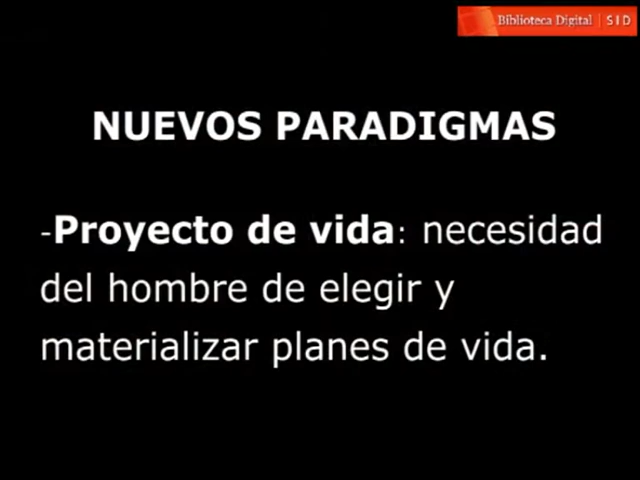 Biblioteca Digital | SID
NUEVOS PARADIGMAS
-Proyecto de vida: necesidad
del hombre de elegir y
materializar planes de vida.